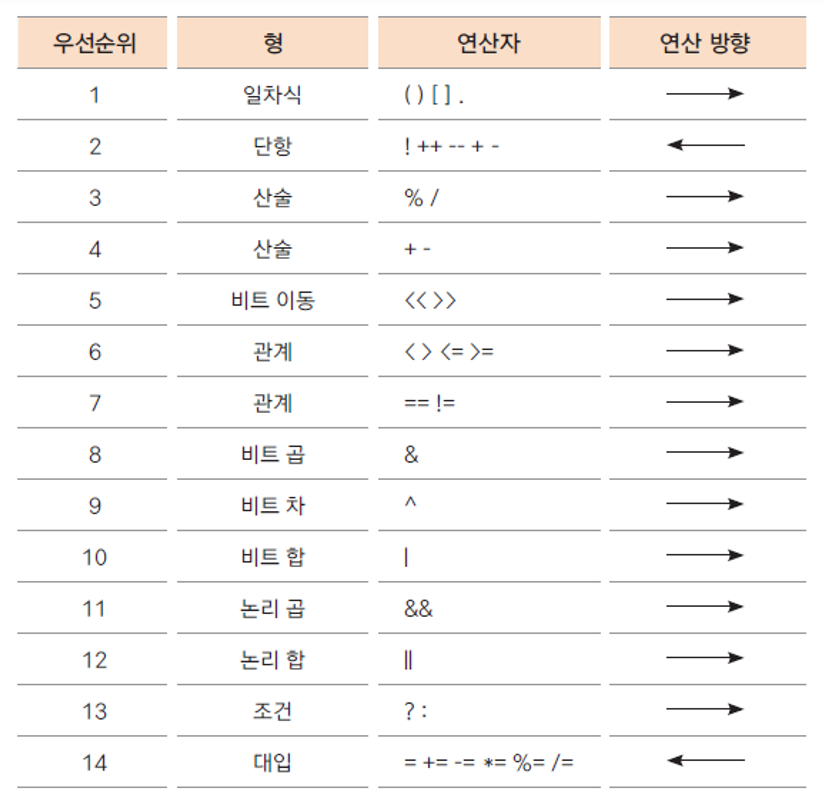 우선순위 형 연산자 연산 방향
1 일차식 ( ) [ ] .
2 단항 ! ++ -- + -
3 산술 % /
4 산술 + -
5 비트 이동 << >>
6 관계 < > <= >=
7 관계 == !=
8 비트 곱 &
9 비트 차 ^
10 비트 합 |
11 논리 곱 &&
12 논리 합 ||
13 조건 ? :
14 대입 = += -= *= %= /=